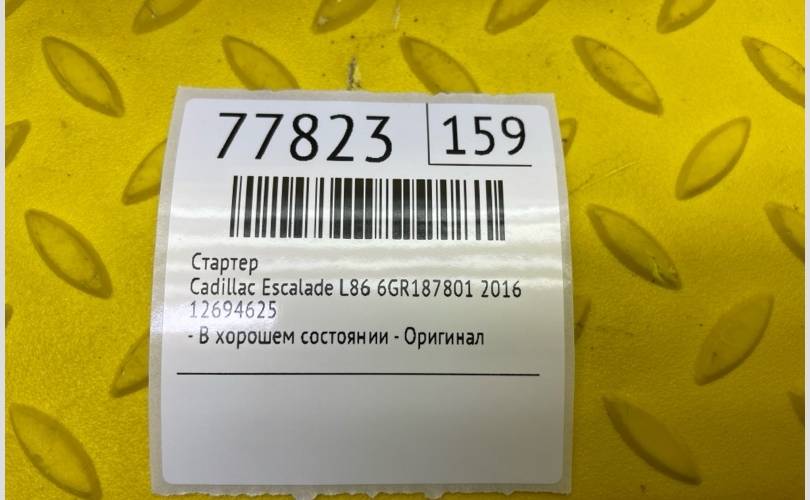 77823 159
Стартер
Cadillac Escalade L86 6GR187801 2016
12694625
- В хорошем состоянии - Оригинал